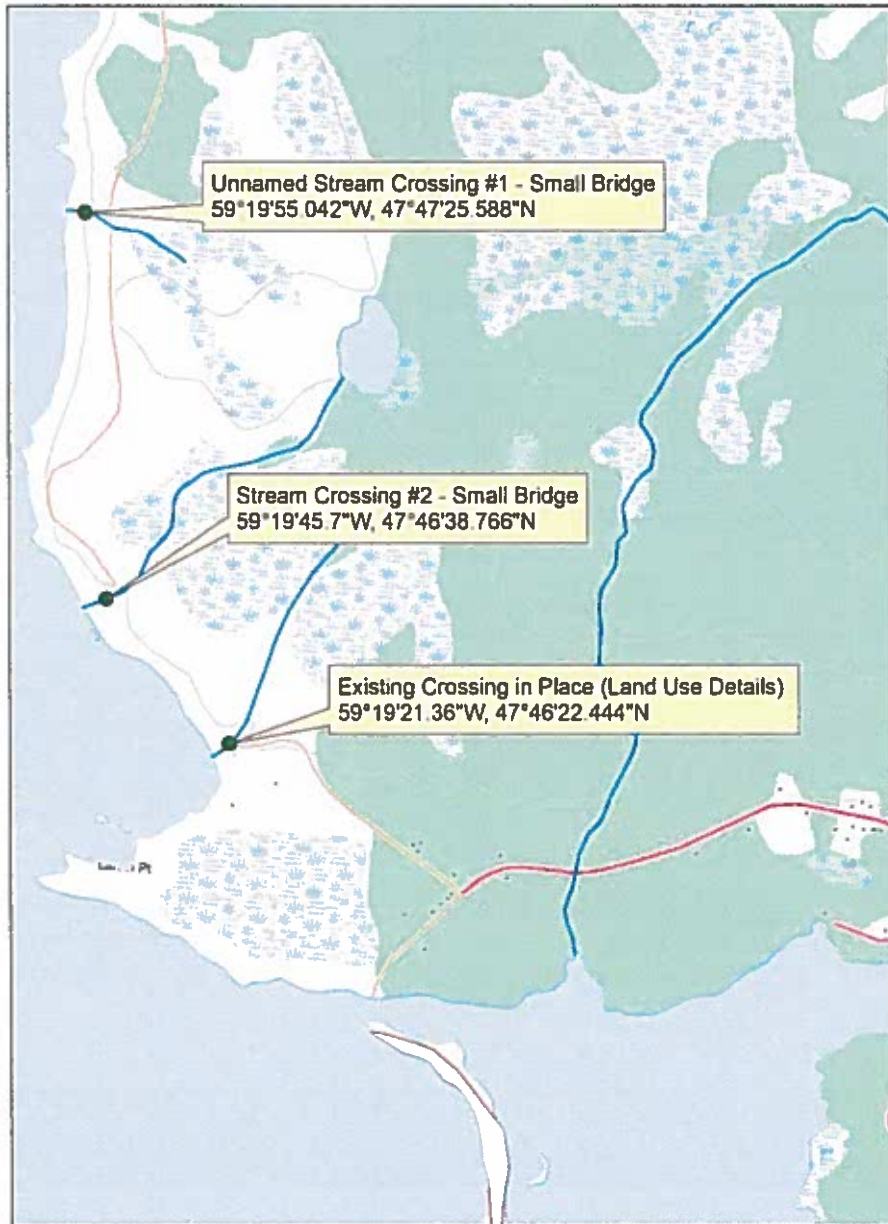 Unnamed Stream Crossing #1 - Small Bridge
59°19'55.042"W, 47°47'25.588"N
Stream Crossing #2 - Small Bridge
59°19'45.7"W, 47°46'38.766"N
Existing Crossing in Place (Land Use Details)
59°19'21.36"W, 47°46'22.444"N
Pt